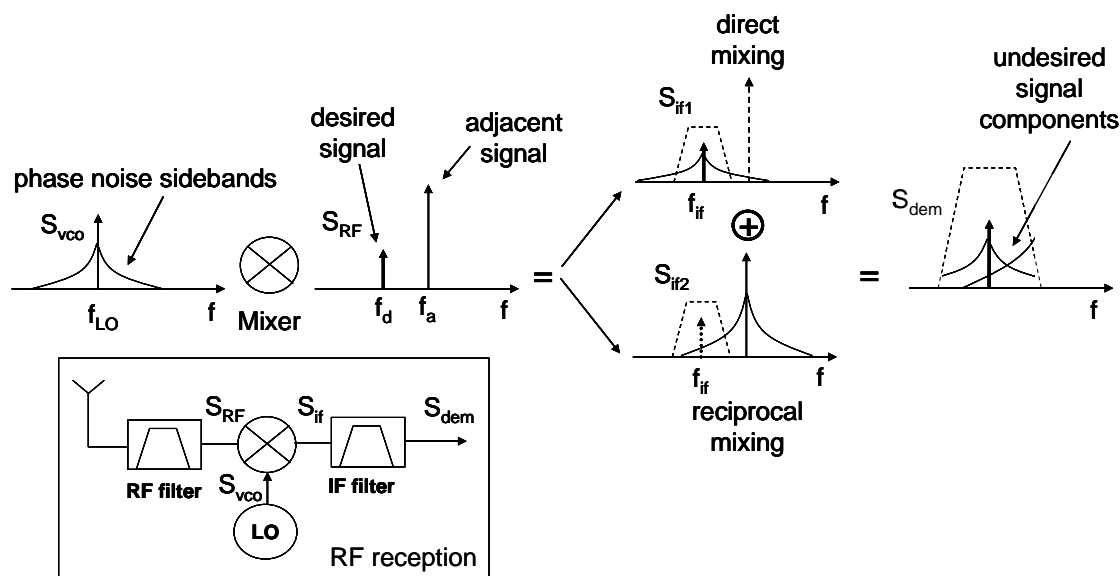 direct
mixing
undesired
signal
components
S_if1
desired
signal
adjacent
signal
phase noise sidebands
S_vco
S_RF
S_dem
f_if
f
f_LO
f
Mixer
f_d
f_a
f
=
=
f
S_if2
f_if
f
reciprocal
mixing
S_RF
S_if
S_dem
RF filter
S_vco
IF filter
LO
RF reception